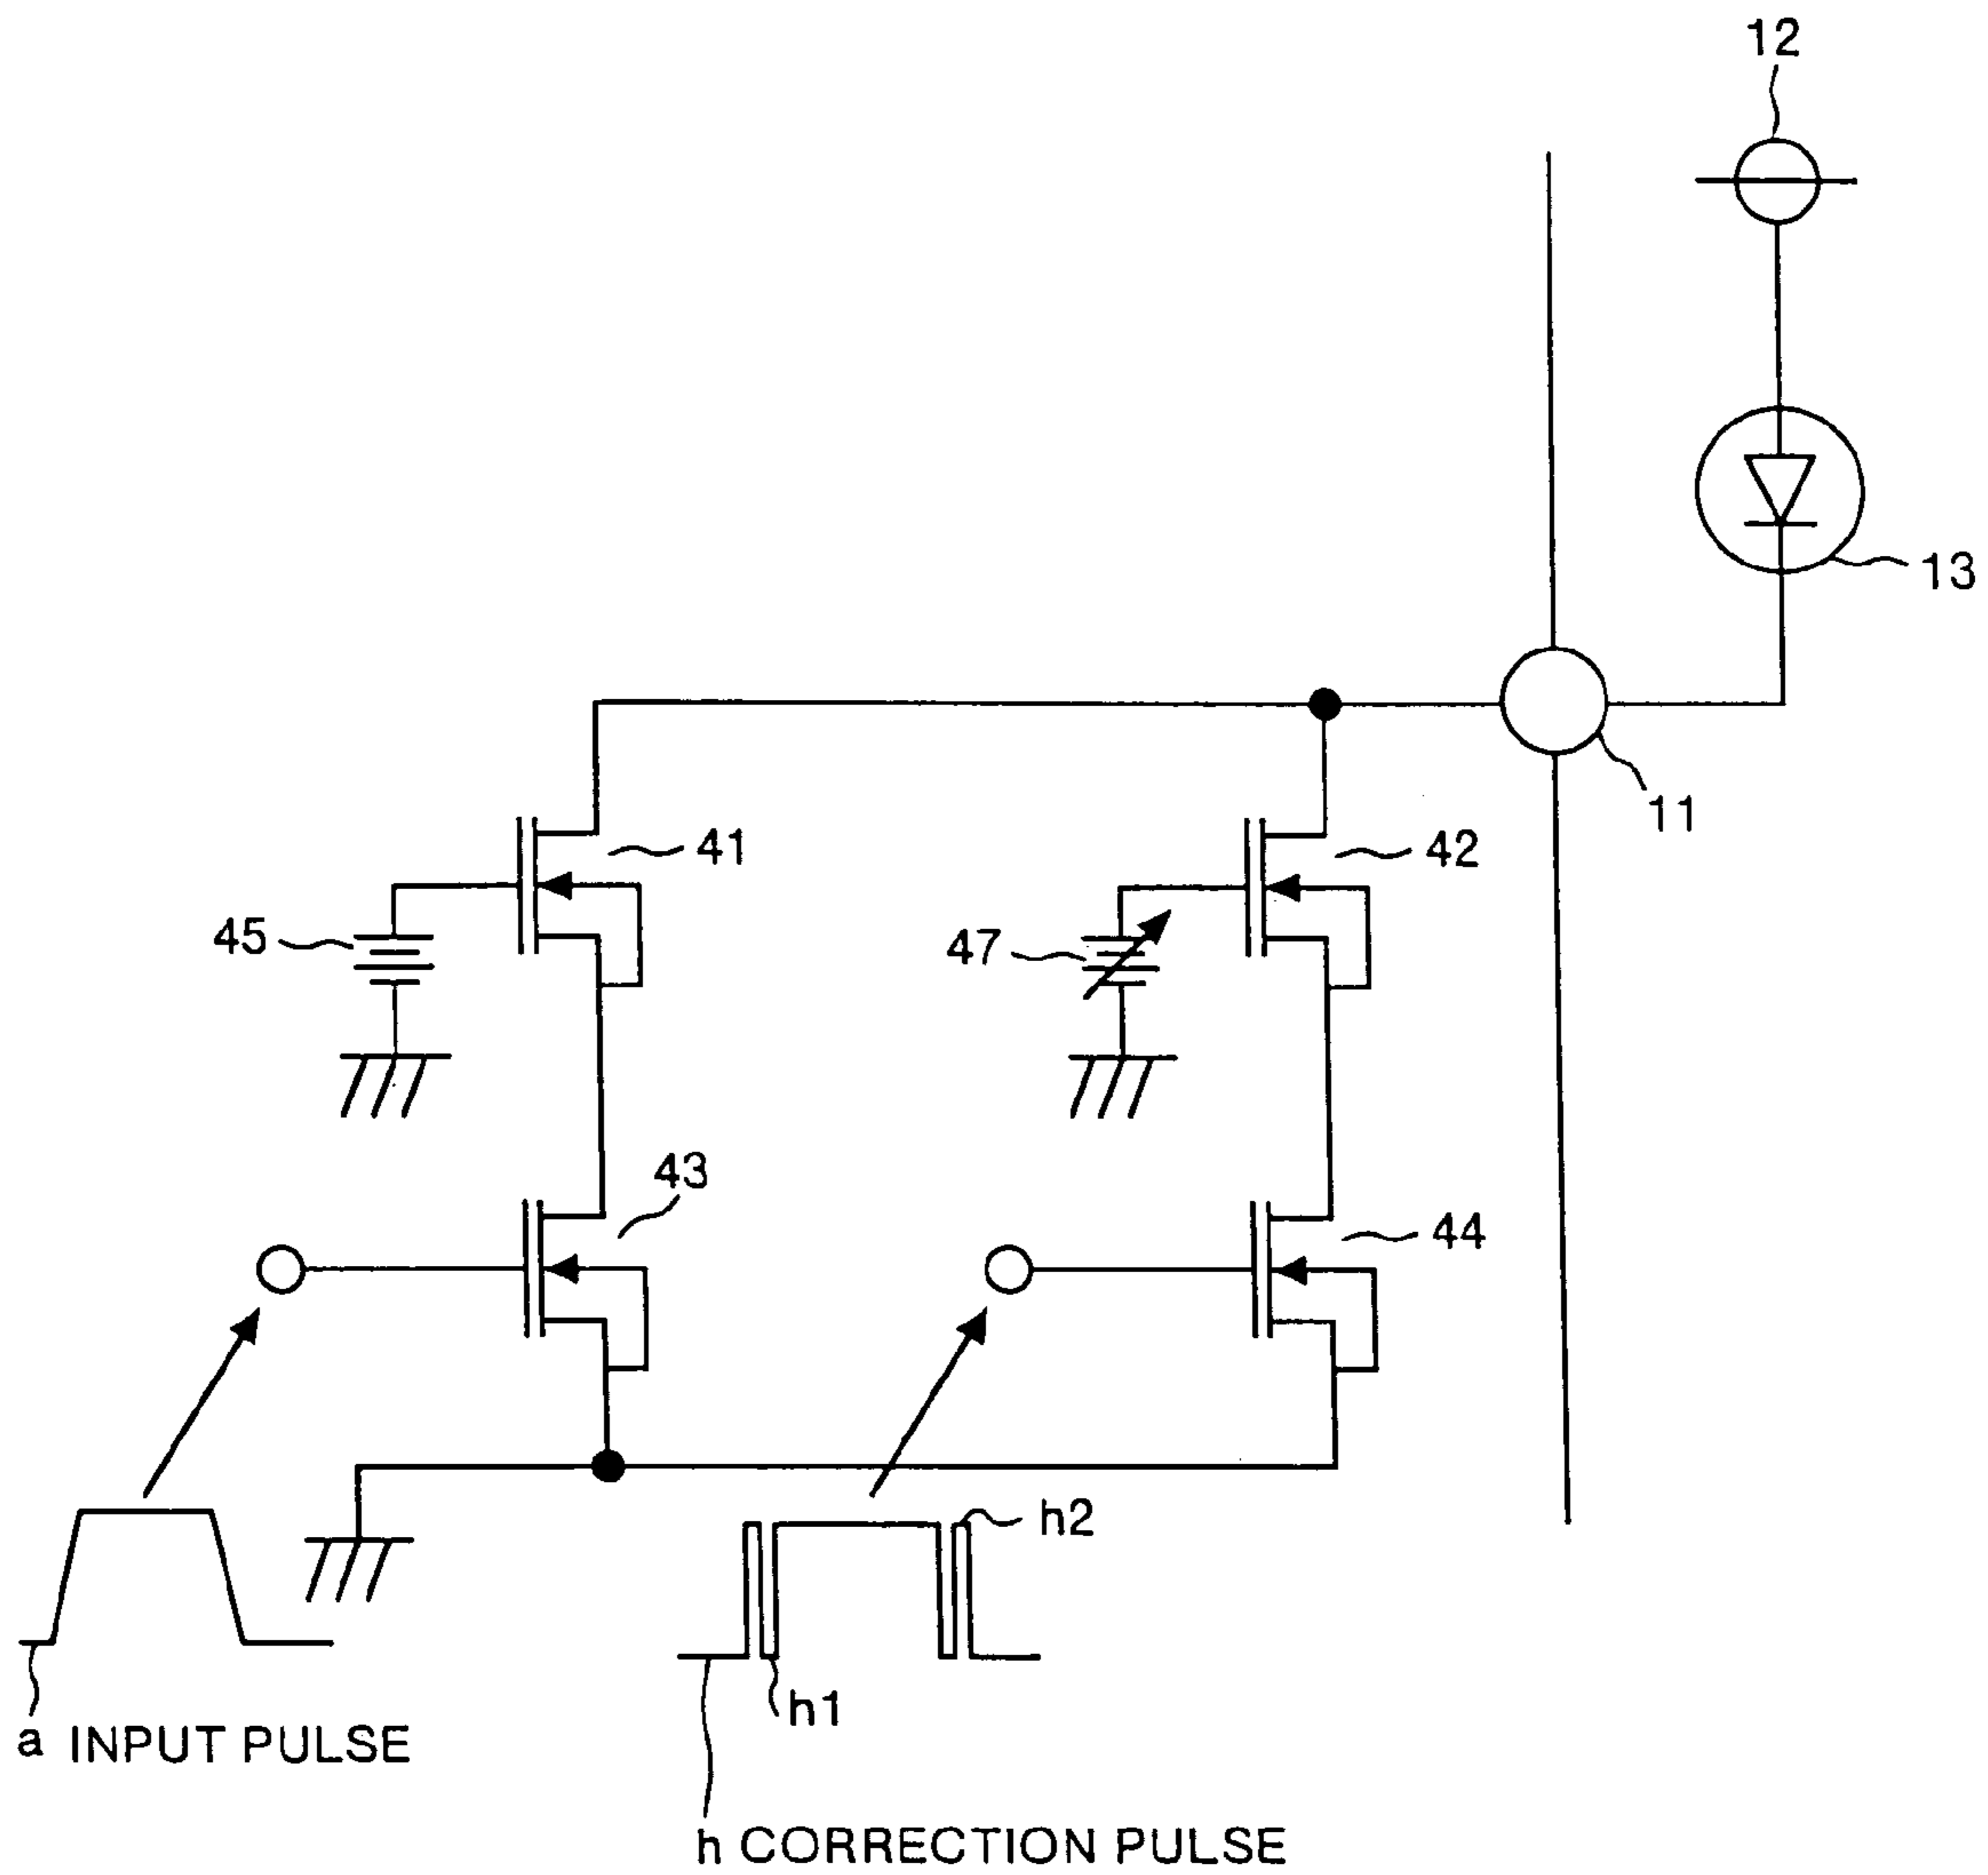 12
13
11
41
42
45
47
43
44
h2
h1
a INPUT PULSE
h CORRECTION PULSE